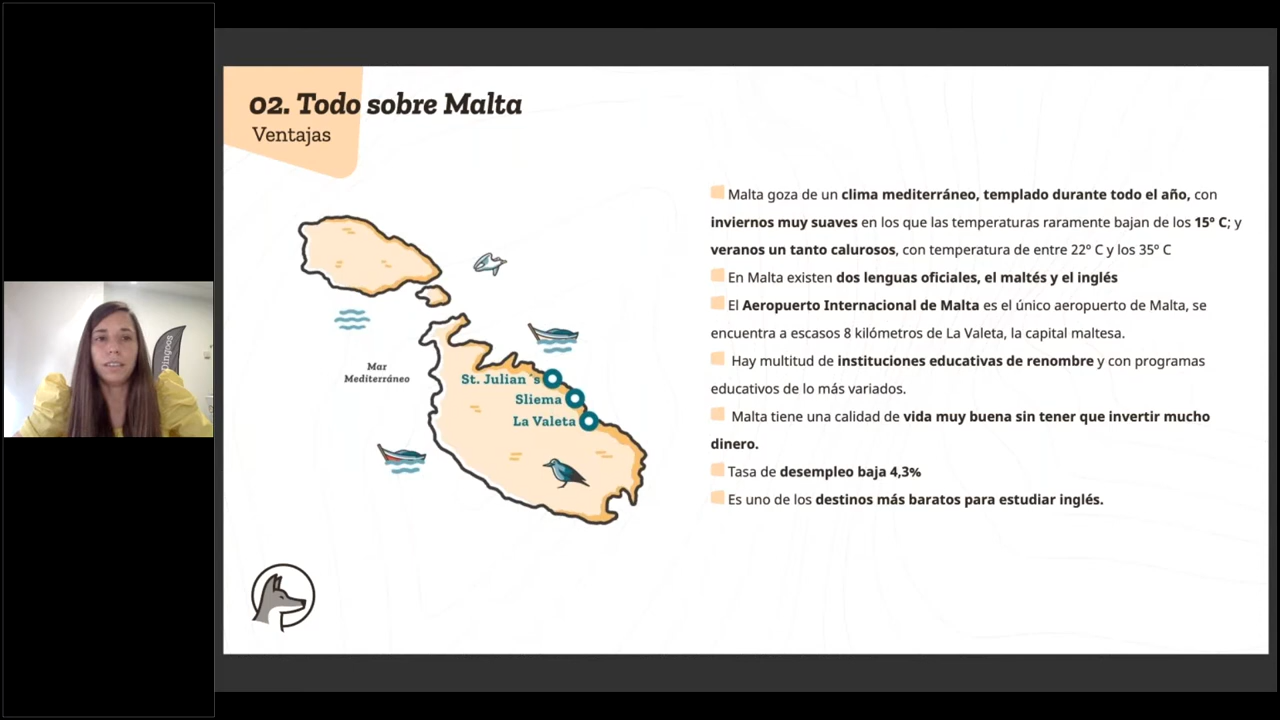 02. Todo sobre Malta
Ventajas
Malta goza de un clima mediterráneo, templado durante todo el año, con
inviernos muy suaves en los que las temperaturas raramente bajan de los 15º C; y
veranos un tanto calurosos, con temperatura de entre 22º C y los 35º C
En Malta existen dos lenguas oficiales, el maltés y el inglés
El Aeropuerto Internacional de Malta es el único aeropuerto de Malta, se
encuentra a escasos 8 kilómetros de La Valeta, la capital maltesa.
Hay multitud de instituciones educativas de renombre y con programas
educativos de lo más variados.
Malta tiene una calidad de vida muy buena sin tener que invertir mucho
dinero.
Tasa de desempleo baja 4,3%
Es uno de los destinos más baratos para estudiar inglés.
Mar
Mediterráneo
St. Julian´s
Sliema
La Valeta
Dingoos